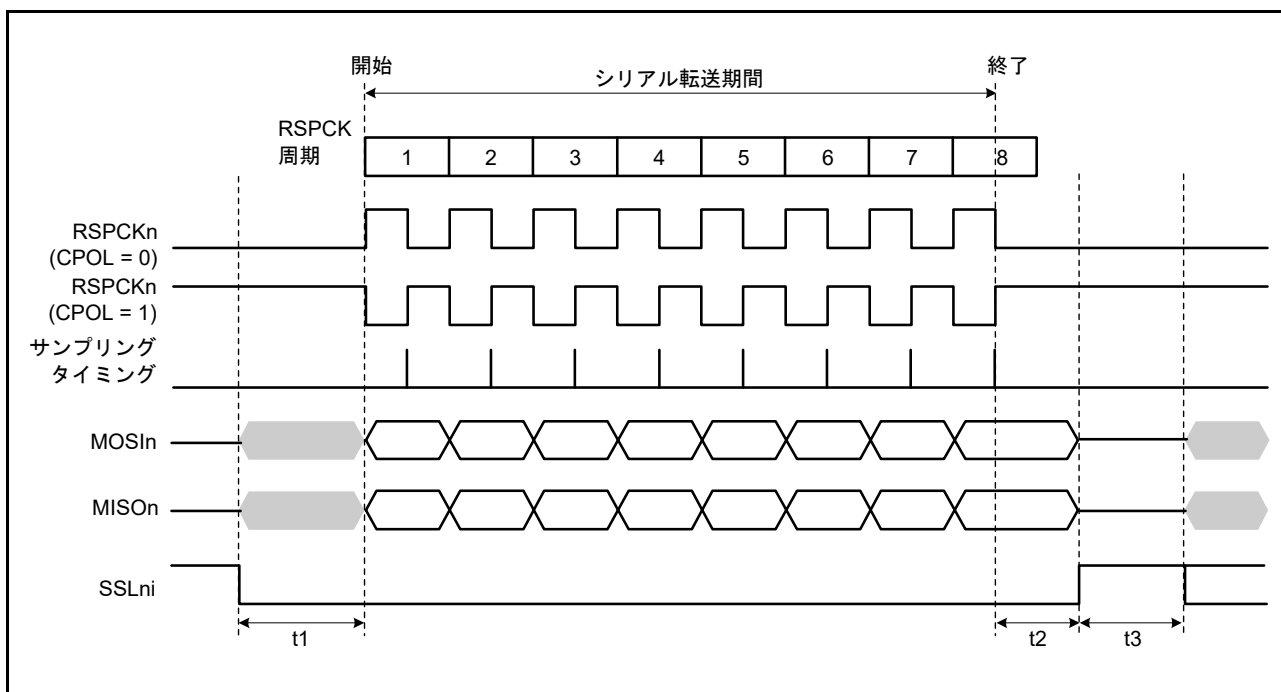 開始
シリアル転送期間
終了
RSPCK
周期
1 2 3 4 5 6 7 8
RSPCKn
(CPOL = 0)
RSPCKn
(CPOL = 1)
サンプリング
タイミング
MOSIn
MISOn
SSLni
t1
t2
t3